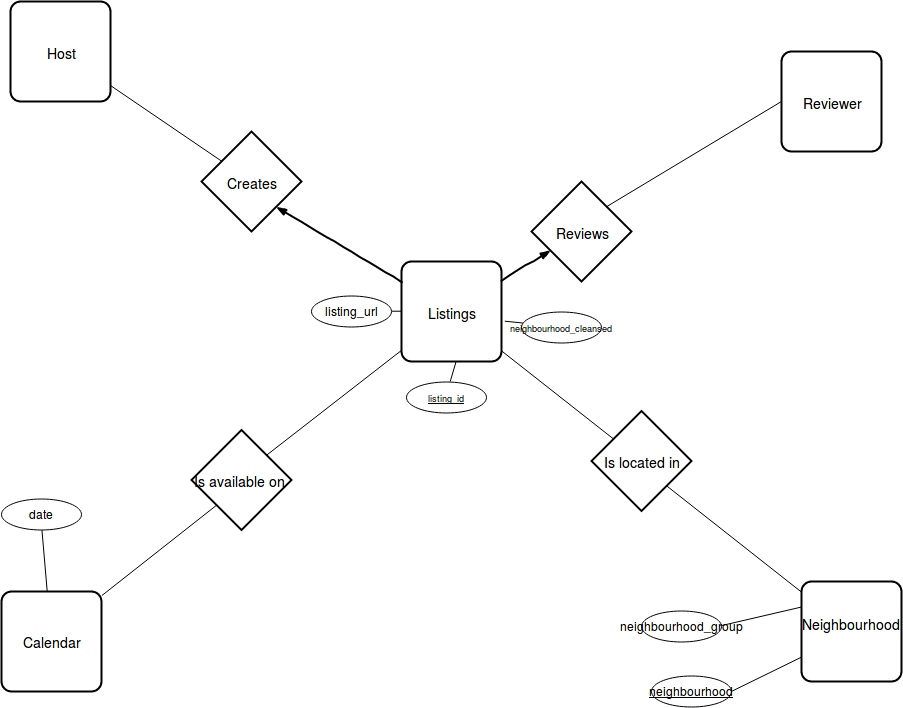 Host
Reviewer
Creates
Reviews
listing_url
Listings
neighbourhood_cleansed
listing_id
Is located in
Is available on
date
neighbourhood_group
Neighbourhood
Calendar
neighbourhood